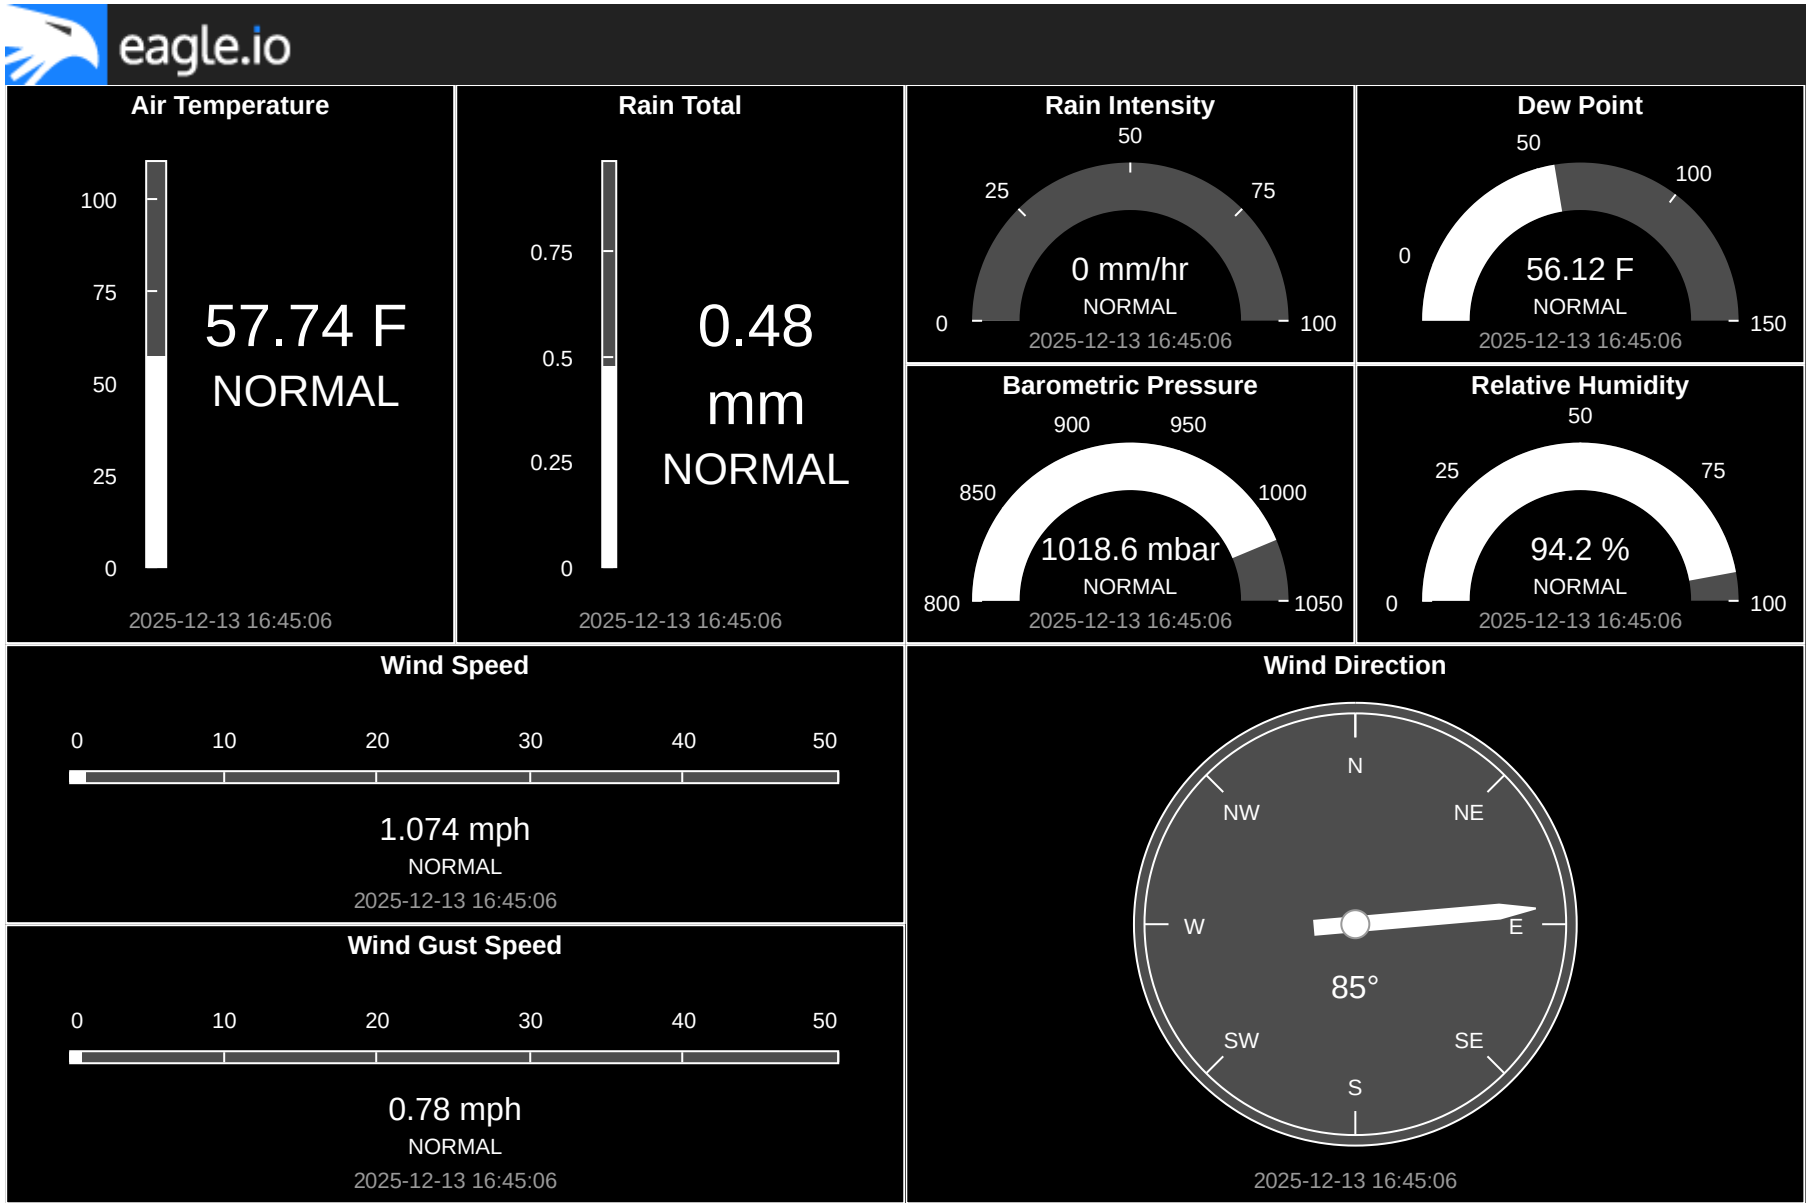 eagle.io
Air Temperature
100
75
50
25
0
57.74 F
NORMAL
2025-12-13 16:45:06
Rain Total
0.75
0.5
0.25
0
0.48
mm
NORMAL
2025-12-13 16:45:06
Rain Intensity
50
25
75
0
100
0 mm/hr
NORMAL
2025-12-13 16:45:06
Dew Point
50
100
0
150
56.12 F
NORMAL
2025-12-13 16:45:06
Barometric Pressure
900
950
850
1000
800
1050
1018.6 mbar
NORMAL
2025-12-13 16:45:06
Relative Humidity
50
25
75
0
100
94.2 %
NORMAL
2025-12-13 16:45:06
Wind Speed
0 10 20 30 40 50
1.074 mph
NORMAL
2025-12-13 16:45:06
Wind Gust Speed
0 10 20 30 40 50
0.78 mph
NORMAL
2025-12-13 16:45:06
Wind Direction
N
NW
NE
W
E
85°
SW
SE
S
2025-12-13 16:45:06